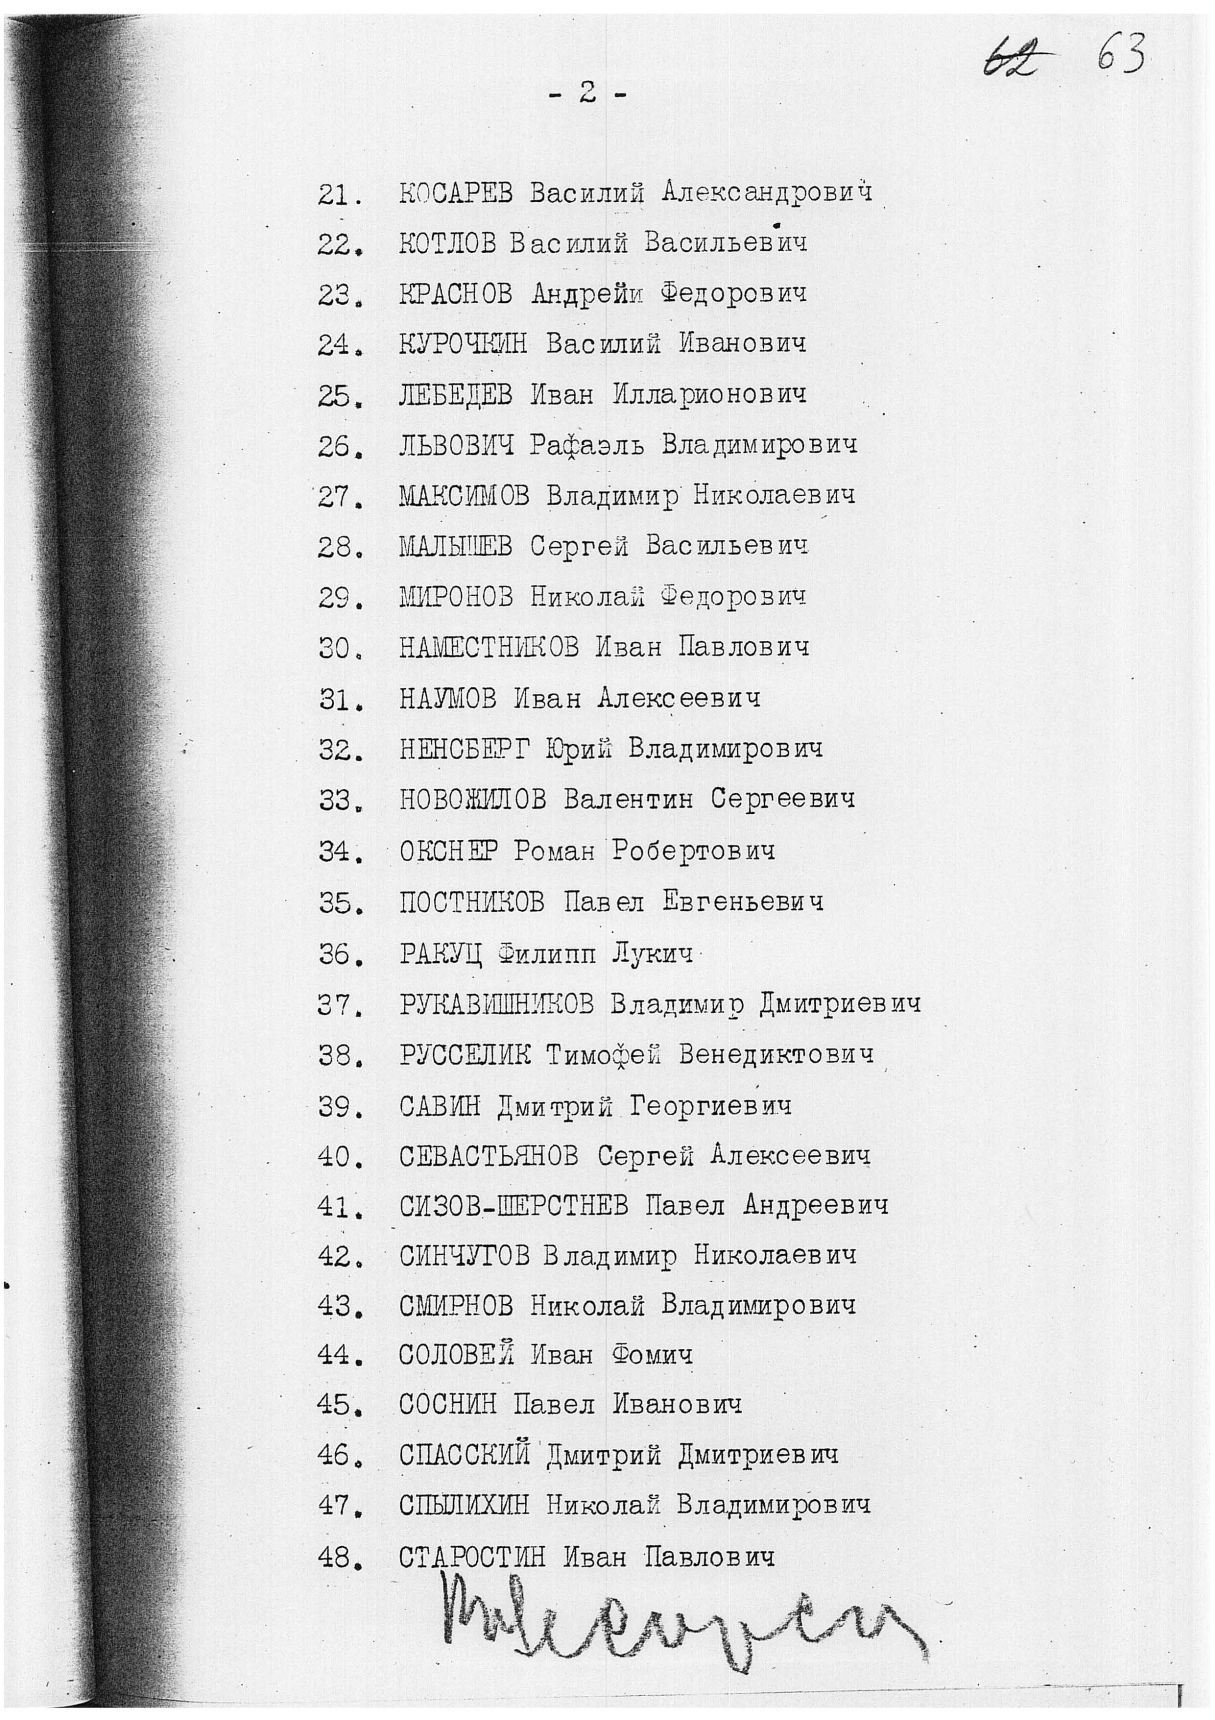 62 63
- 2 -
21. КОСАРЕВ Василий Александрович
22. КОТЛОВ Василий Васильевич
23. КРАСНОВ Андрейи Федорович
24. КУРОЧКИН Василий Иванович
25. ЛЕБЕДЕВ Иван Илларионович
26. ЛЬВОВИЧ Рафаэль Владимирович
27. МАКСИМОВ Владимир Николаевич
28. МАЛЫШЕВ Сергей Васильевич
29. МИРОНОВ Николай Федорович
30. НАМЕСТНИКОВ Иван Павлович
31. НАУМОВ Иван Алексеевич
32. НЕНСБЕРГ Юрий Владимирович
33. НОВОЖИЛОВ Валентин Сергеевич
34. ОКСНЕР Роман Робертович
35. ПОСТНИКОВ Павел Евгеньевич
36. РАКУЦ Филипп Лукич
37. РУКАВИШНИКОВ Владимир Дмитриевич
38. РУССЕЛИК Тимофей Венедиктович
39. САВИН Дмитрий Георгиевич
40. СЕВАСТЬЯНОВ Сергей Алексеевич
41. СИЗОВ-ШЕРСТНЕВ Павел Андреевич
42. СИНЧУГОВ Владимир Николаевич
43. СМИРНОВ Николай Владимирович
44. СОЛОВЕЙ Иван Фомич
45. СОСНИН Павел Иванович
46. СПАССКИЙ Дмитрий Дмитриевич
47. СПЫЛИХИН Николай Владимирович
48. СТАРОСТИН Иван Павлович